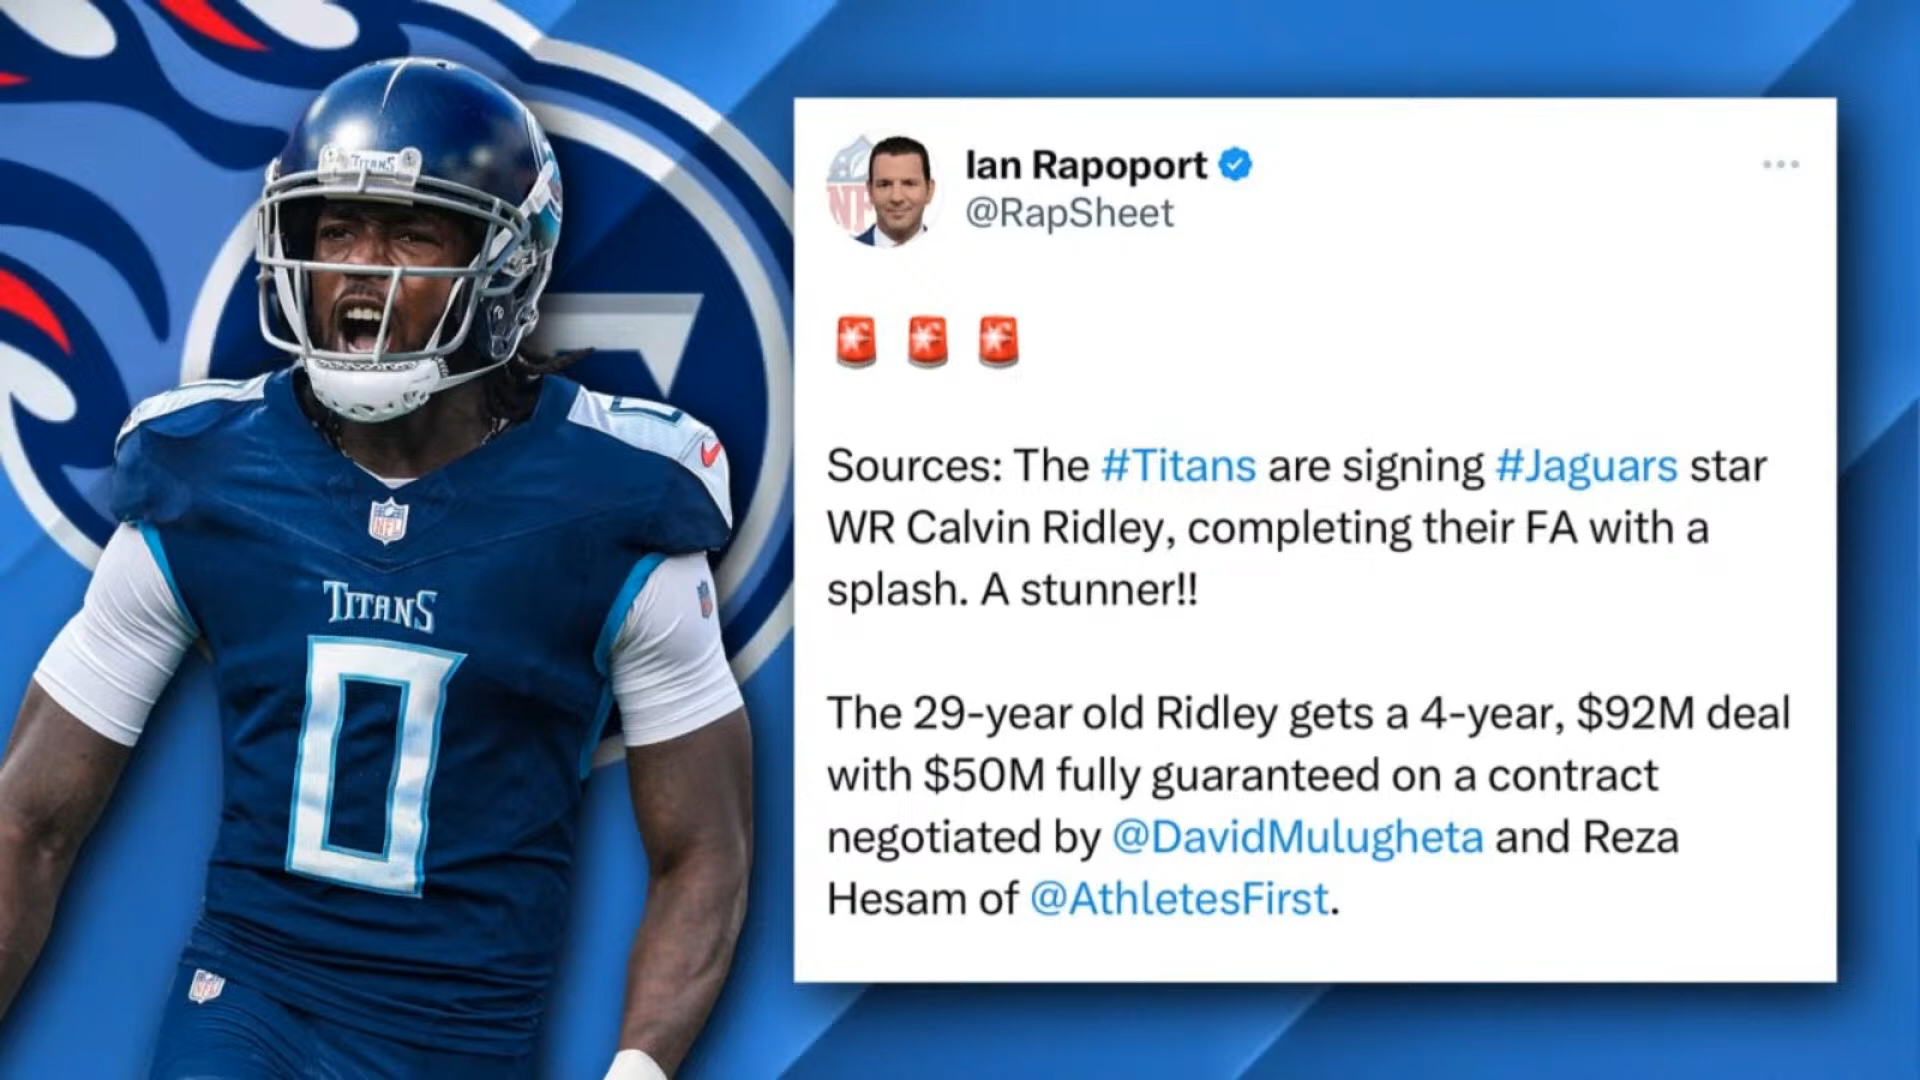 TITANS
TITANS
0
NFL
NFL
Ian Rapoport
@RapSheet
🚨 🚨 🚨
Sources: The #Titans are signing #Jaguars star
WR Calvin Ridley, completing their FA with a
splash. A stunner!!
The 29-year old Ridley gets a 4-year, $92M deal
with $50M fully guaranteed on a contract
negotiated by @DavidMulugheta and Reza
Hesam of @AthletesFirst.